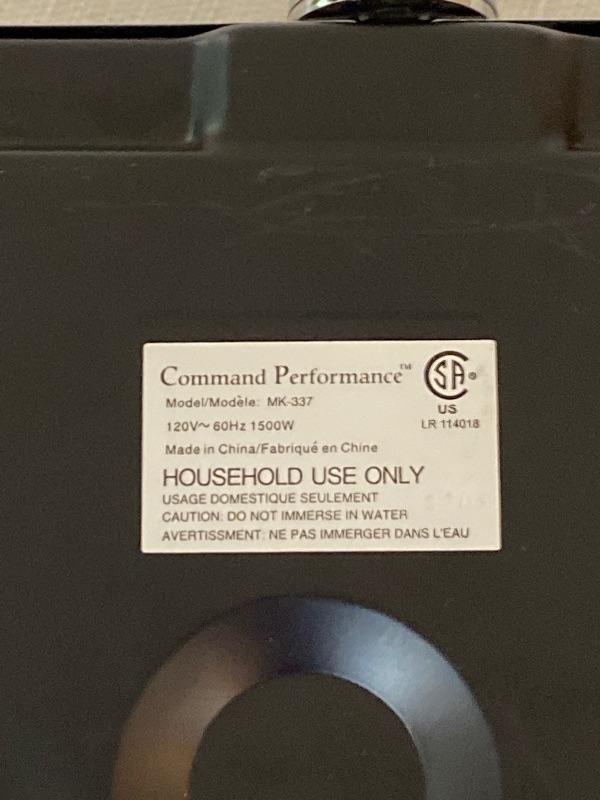 Command Performance™
SA®
US
LR 114018
Model/Modèle: MK-337
120V~ 60Hz 1500W
Made in China/Fabriqué en Chine
HOUSEHOLD USE ONLY
USAGE DOMESTIQUE SEULEMENT
CAUTION: DO NOT IMMERSE IN WATER
AVERTISSMENT: NE PAS IMMERGER DANS L'EAU